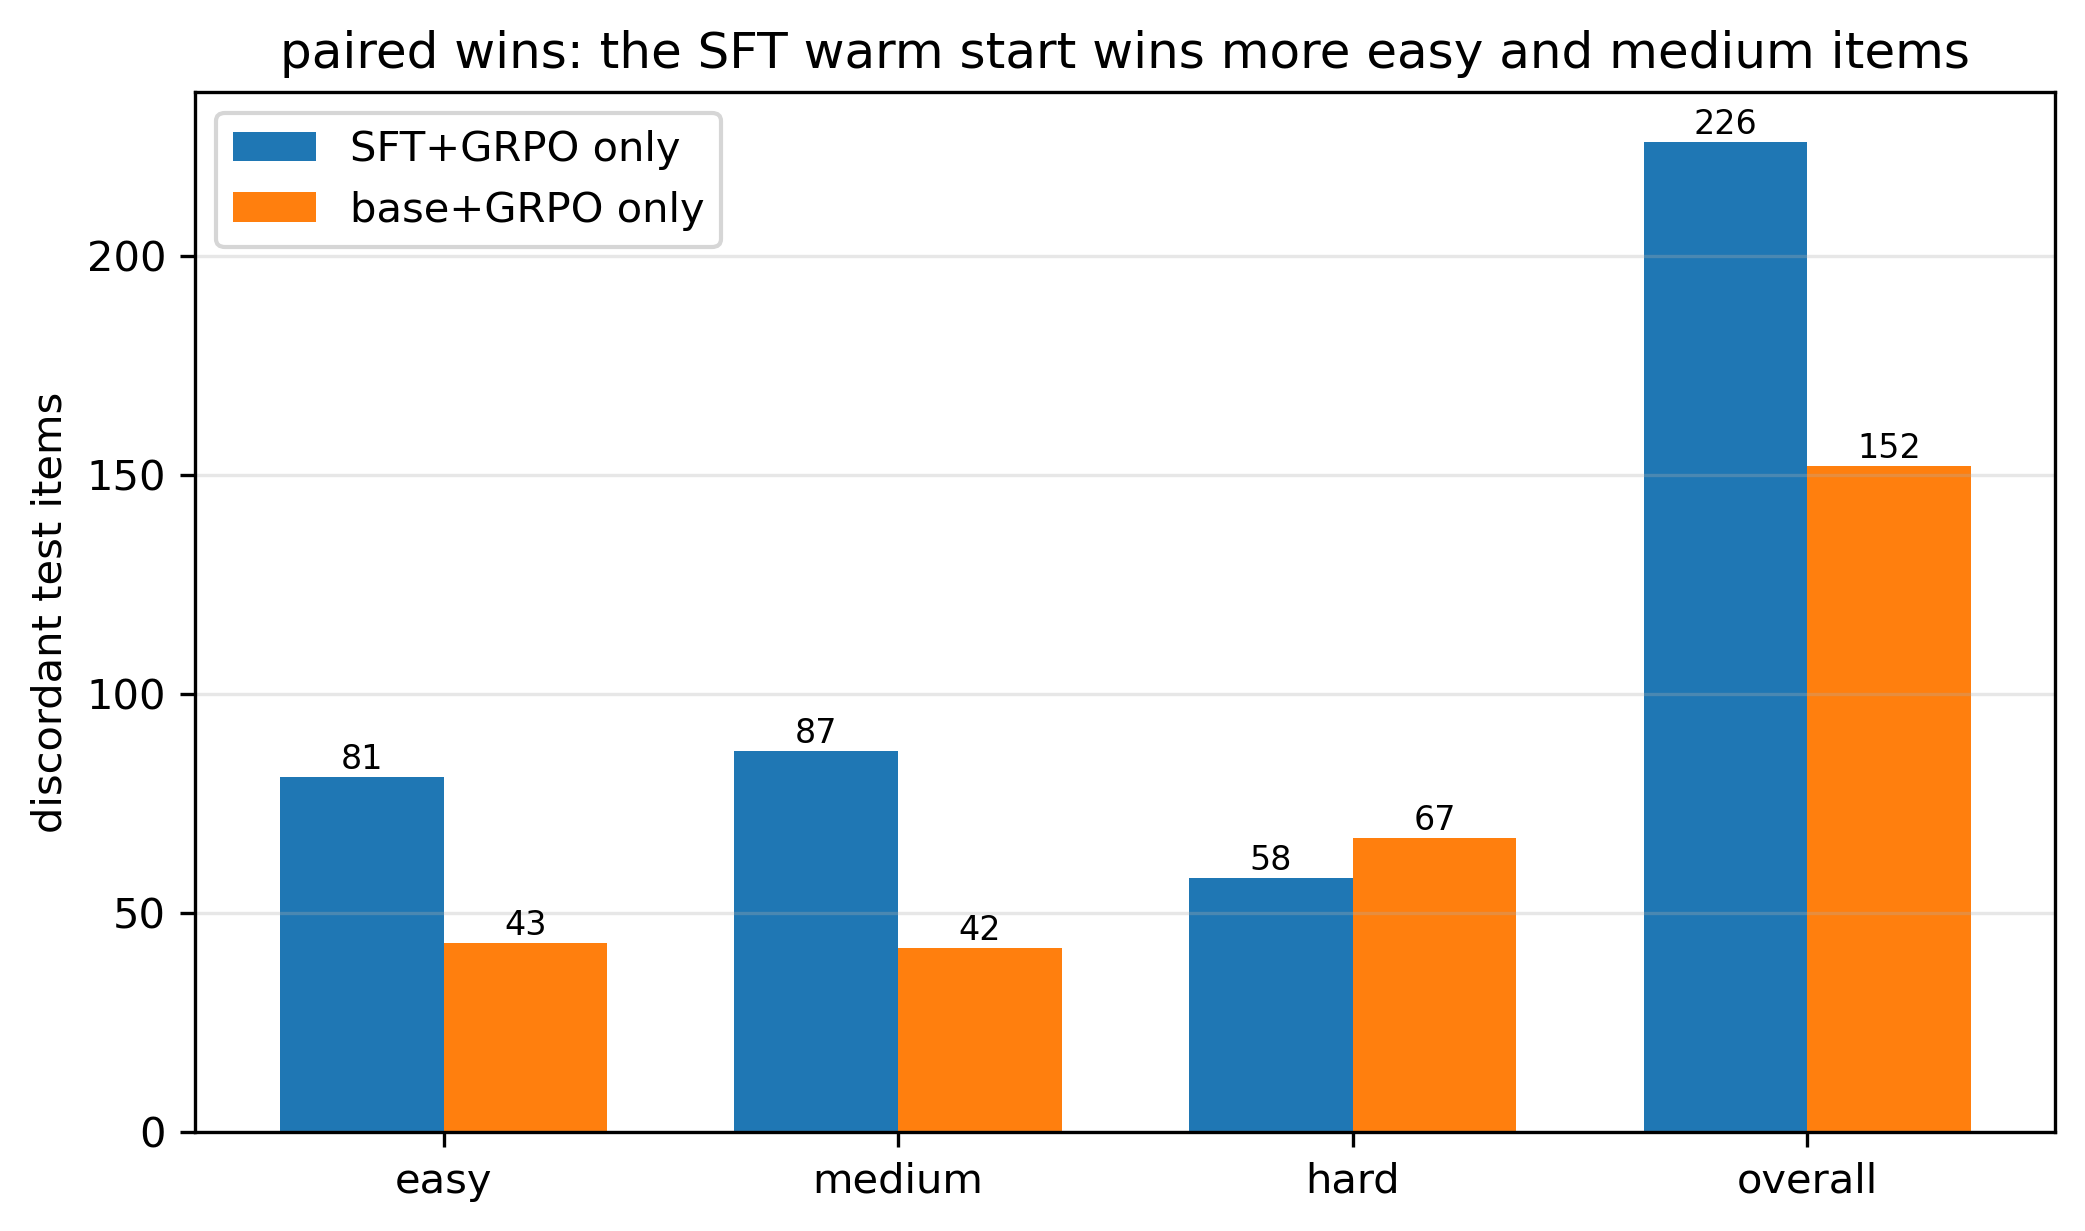 paired wins: the SFT warm start wins more easy and medium items
SFT+GRPO only
base+GRPO only
discordant test items
200
150
100
50
0
81
43
87
42
58
67
226
152
easy
medium
hard
overall